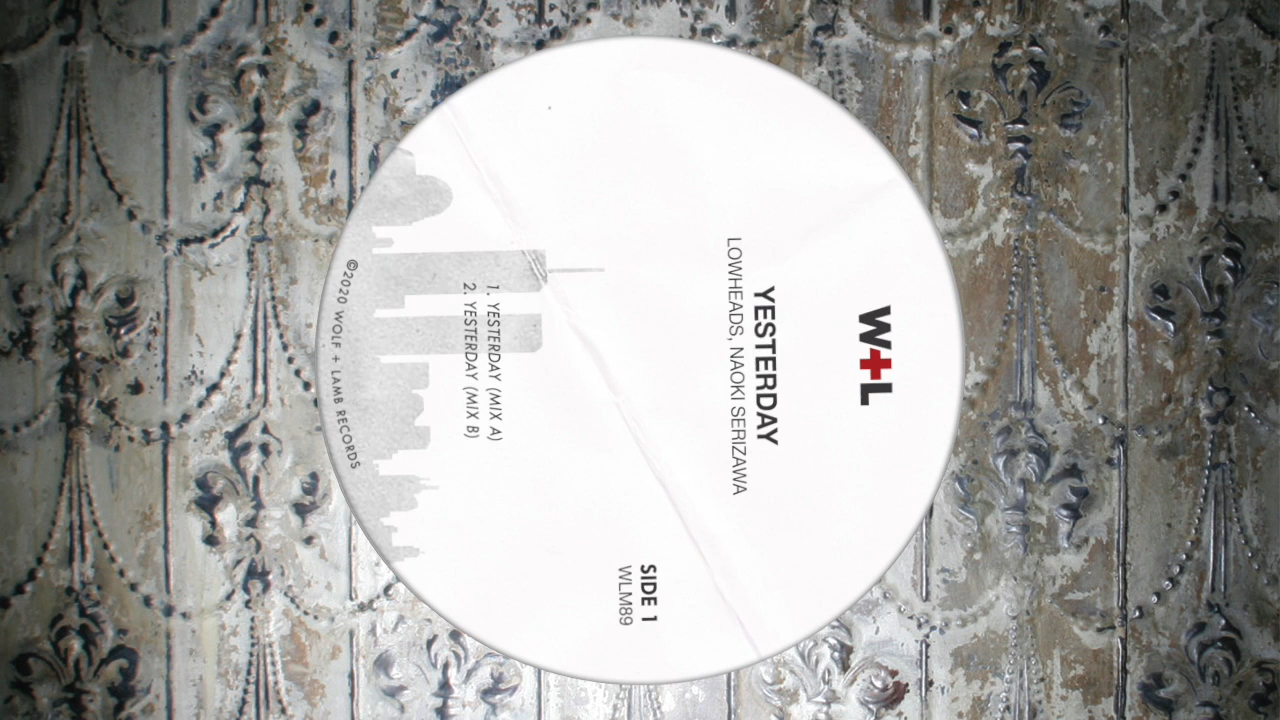 W+L
YESTERDAY
LOWHEADS, NAOKI SERIZAWA
SIDE 1
WLM89
1. YESTERDAY (MIX A)
2. YESTERDAY (MIX B)
©2020 WOLF + LAMB RECORDS